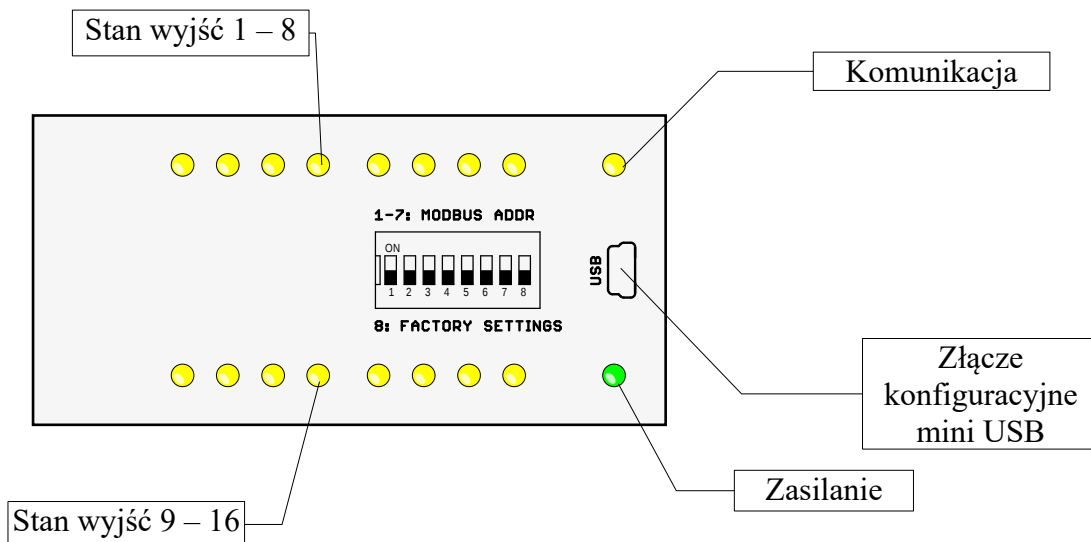 Stan wyjść 1 – 8
Komunikacja
1-7: MODBUS ADDR
ON
1 2 3 4 5 6 7 8
USB
8: FACTORY SETTINGS
Złącze
konfiguracyjne
mini USB
Zasilanie
Stan wyjść 9 – 16